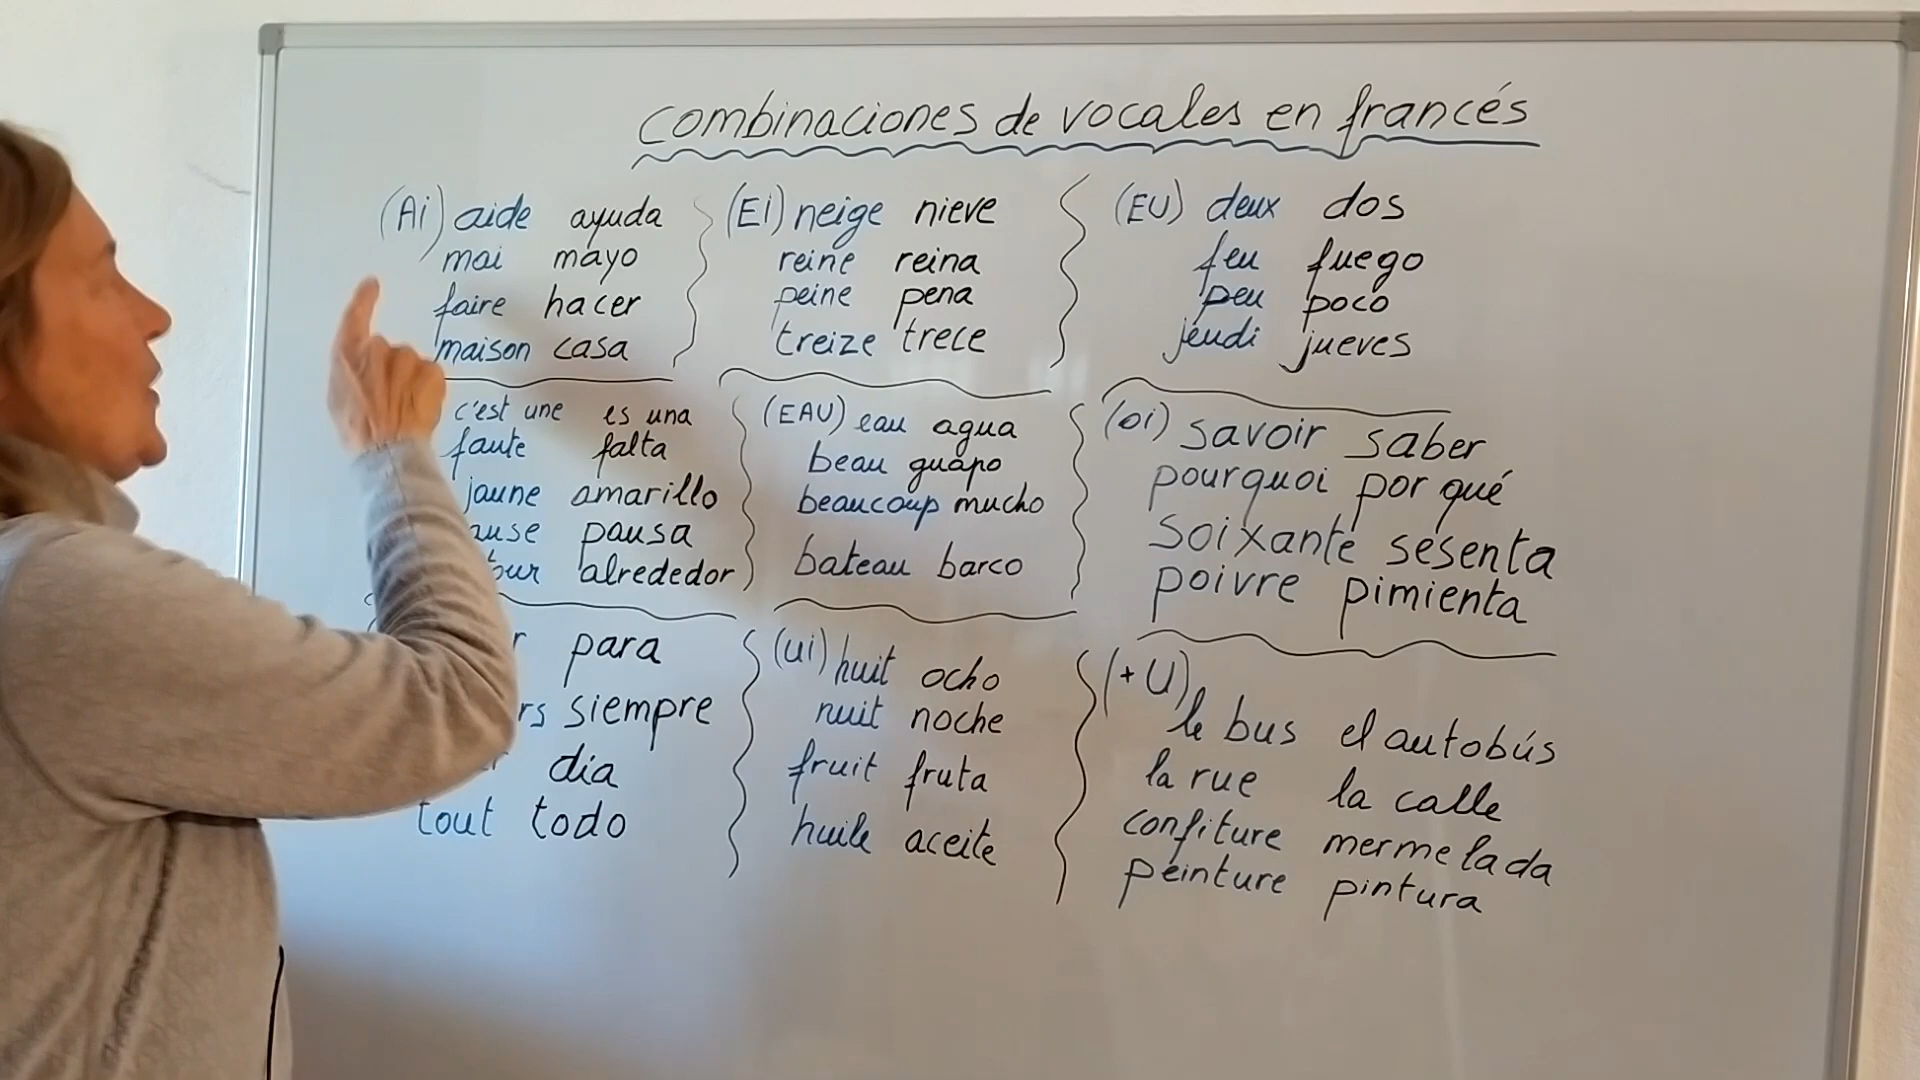 combinaciones de vocales en francés
(Ai) aide ayuda
mai mayo
faire hacer
maison casa
(Ei) neige nieve
reine reina
peine pena
treize trece
(EU) deux dos
feu fuego
peu poco
jeudi jueves
c'est une es una
faute falta
jaune amarillo
pausa
alrededor
(EAU) eau agua
beau guapo
beaucoup mucho
bateau barco
(oi) savoir saber
pourquoi por qué
soixante sesenta
poivre pimienta
para
siempre
día
tout todo
(ui) huit ocho
nuit noche
fruit fruta
huile aceite
(+U)
le bus el autobús
la rue la calle
confiture mermelada
peinture pintura